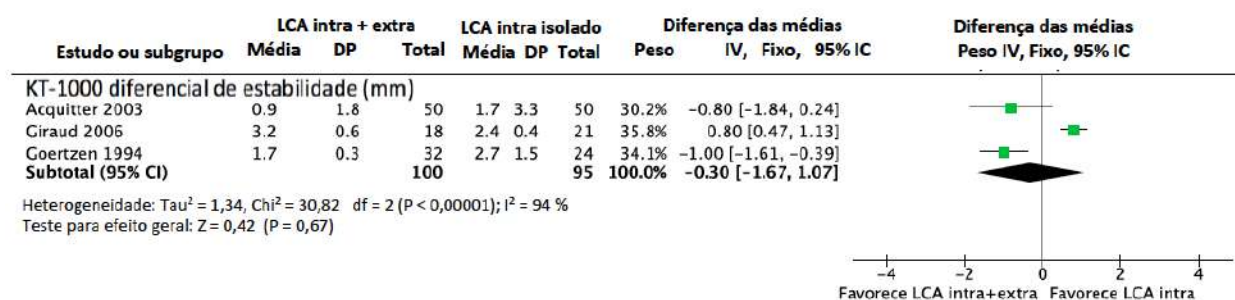 LCA intra + extra LCA intra isolado Diferença das médias Diferença das médias
Estudo ou subgrupo Média DP Total Média DP Total Peso IV, Fixo, 95% IC Peso IV, Fixo, 95% IC
KT-1000 diferencial de estabilidade (mm)
Acquitter 2003 0.9 1.8 50 1.7 3.3 50 30.2% -0.80 [-1.84, 0.24]
Giraud 2006 3.2 0.6 18 2.4 0.4 21 35.8% 0.80 [0.47, 1.13]
Goertzen 1994 1.7 0.3 32 2.7 1.5 24 34.1% -1.00 [-1.61, -0.39]
Subtotal (95% CI) 100 95 100.0% -0.30 [-1.67, 1.07]
Heterogeneidade: Tau² = 1,34, Chi² = 30,82 df = 2 (P < 0,00001); I² = 94 %
Teste para efeito geral: Z = 0,42 (P = 0,67)
-4 -2 0 2 4
Favorece LCA intra+extra Favorece LCA intra